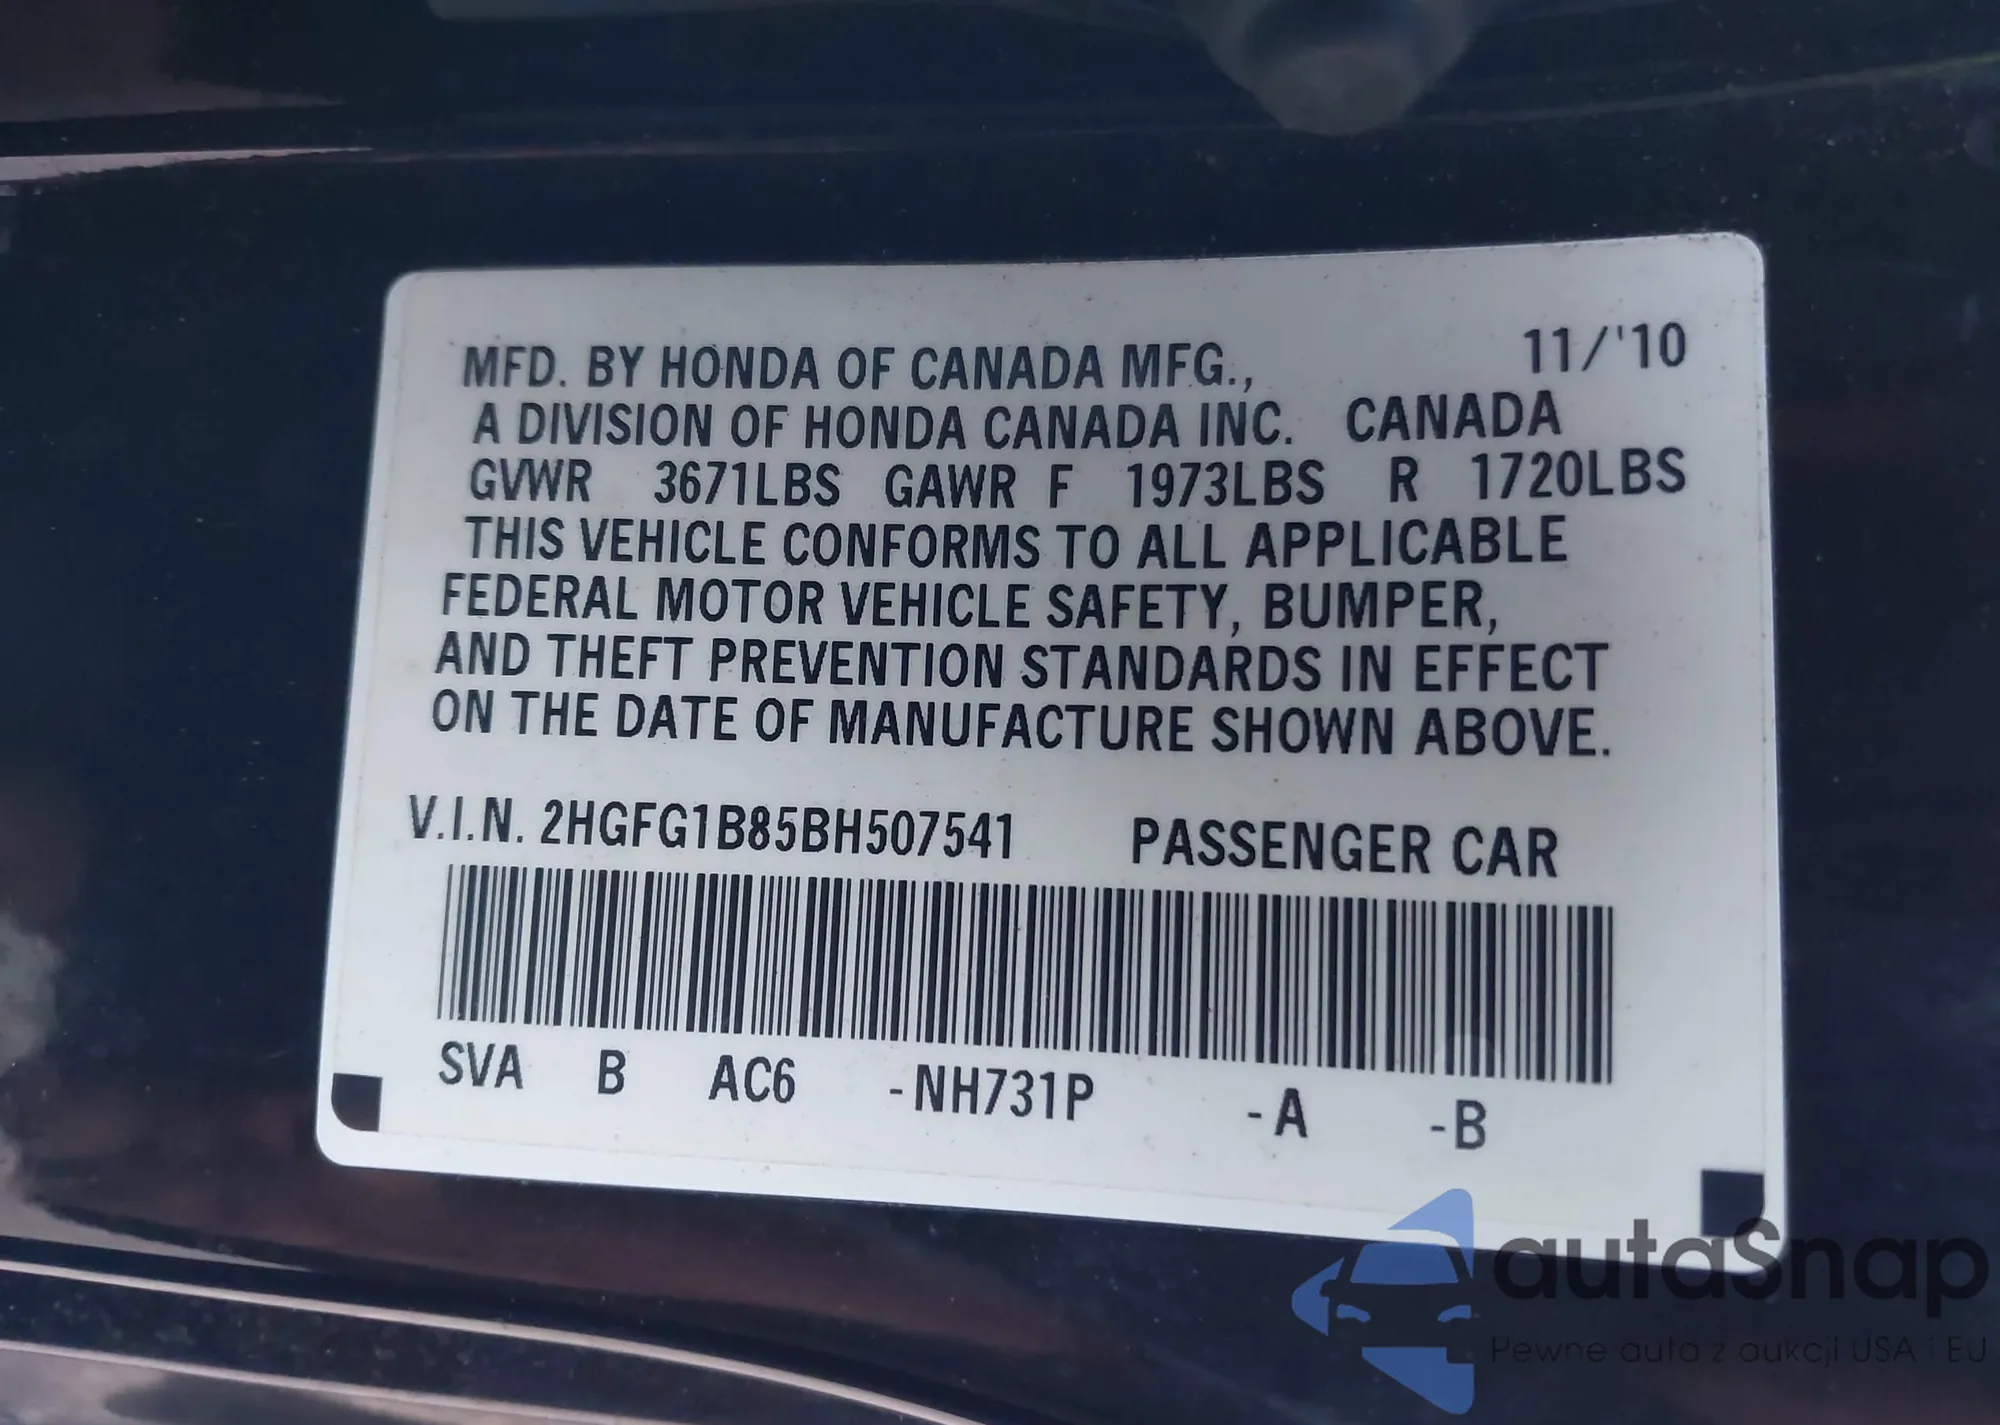 MFD. BY HONDA OF CANADA MFG., 11/'10
A DIVISION OF HONDA CANADA INC. CANADA
GVWR 3671LBS GAWR F 1973LBS R 1720LBS
THIS VEHICLE CONFORMS TO ALL APPLICABLE
FEDERAL MOTOR VEHICLE SAFETY, BUMPER,
AND THEFT PREVENTION STANDARDS IN EFFECT
ON THE DATE OF MANUFACTURE SHOWN ABOVE.
V.I.N. 2HGFG1B85BH507541 PASSENGER CAR
SVA B AC6 -NH731P -A -B
autaSnap
Pewne auta z aukcji USA i EU